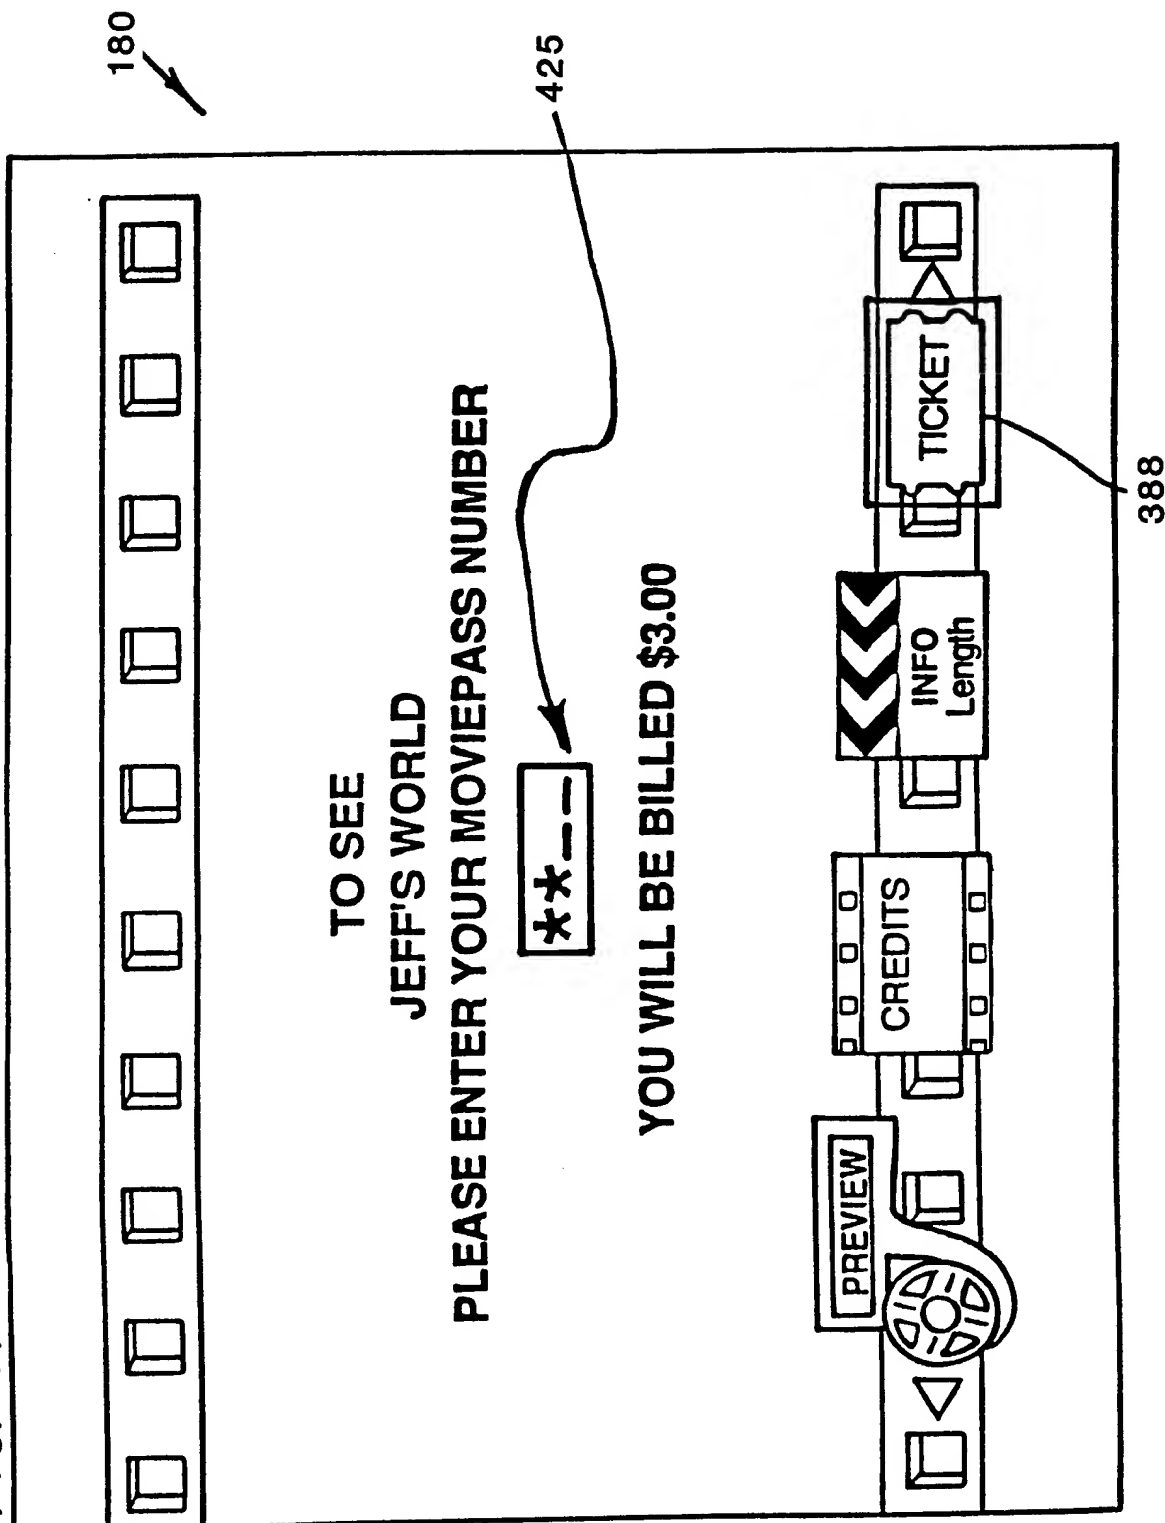 180
425
TO SEE
JEFF'S WORLD
PLEASE ENTER YOUR MOVIEPASS NUMBER
**--
YOU WILL BE BILLED $3.00
PREVIEW
CREDITS
INFO
Length
TICKET
388